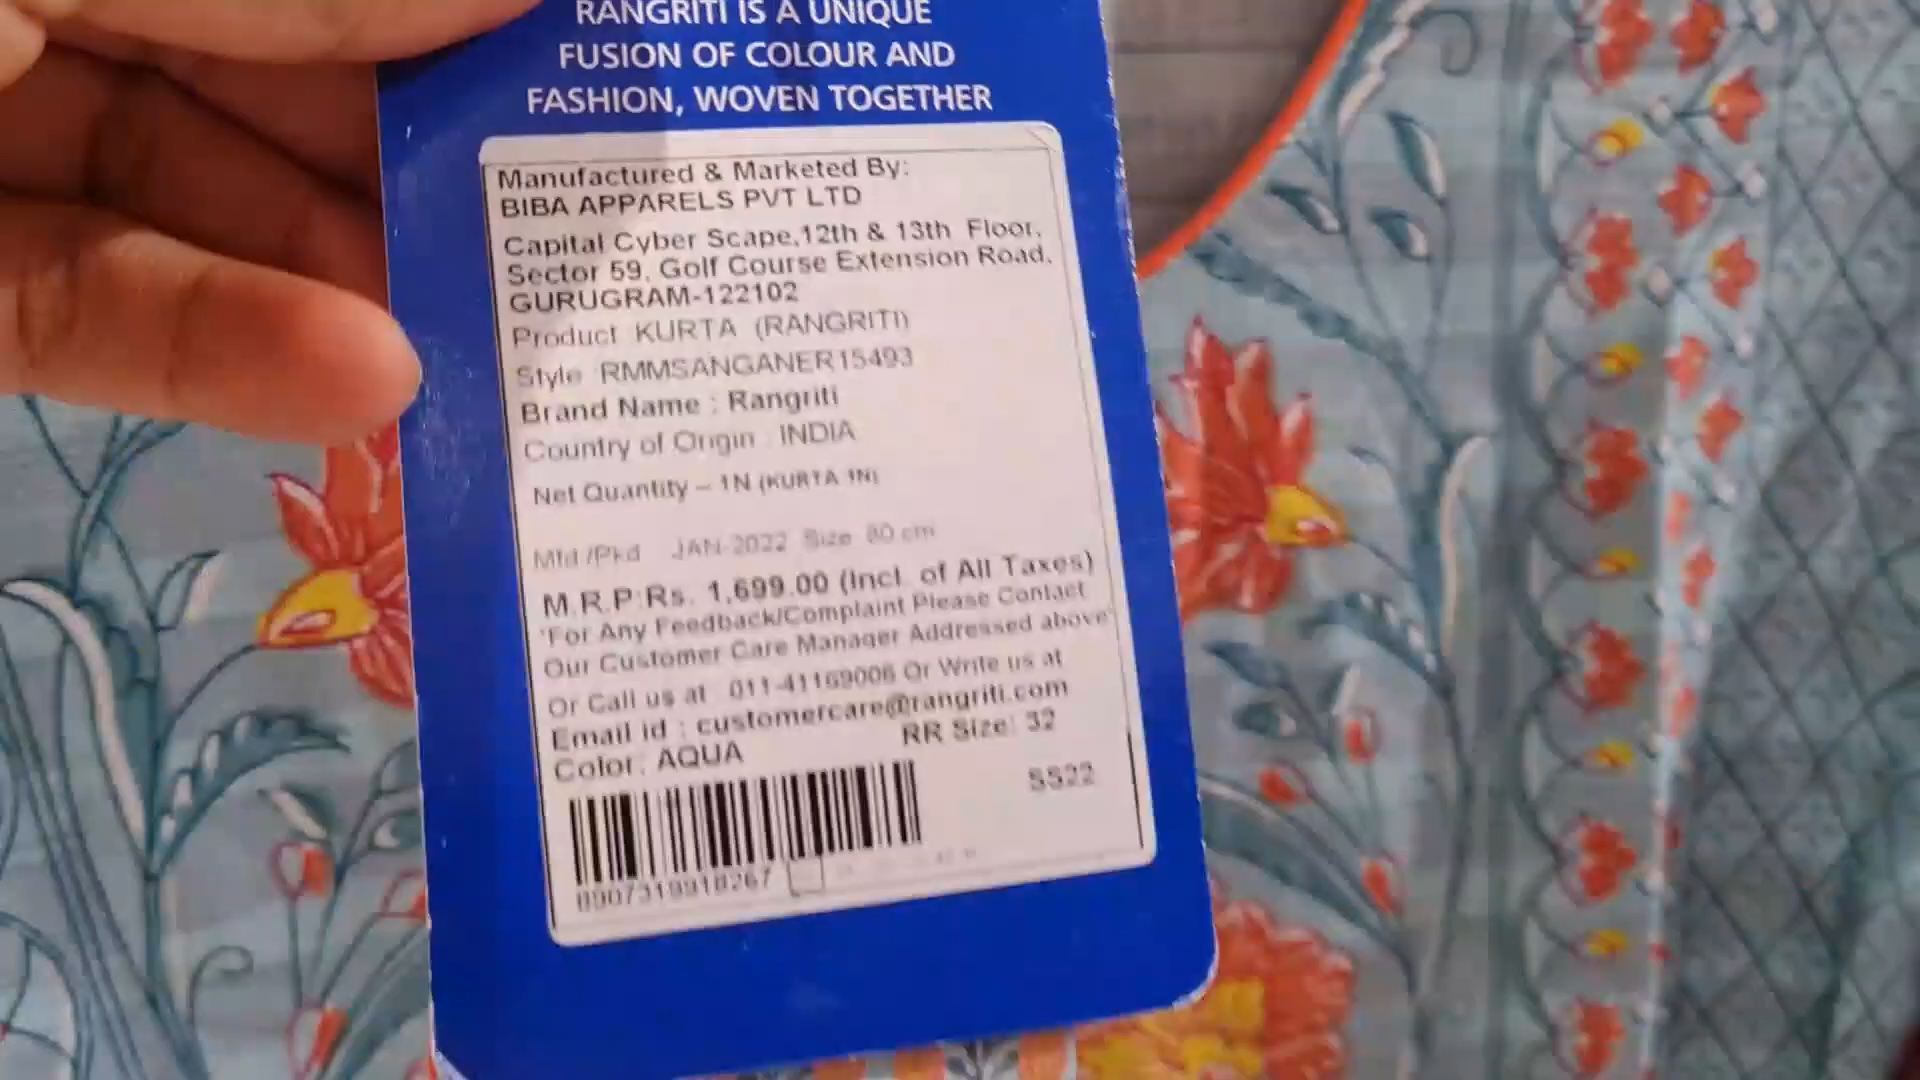 RANGRITI IS A UNIQUE
FUSION OF COLOUR AND
FASHION, WOVEN TOGETHER
Manufactured & Marketed By:
BIBA APPARELS PVT LTD
Capital Cyber Scape,12th & 13th Floor,
Sector 59, Golf Course Extension Road,
GURUGRAM-122102
Product KURTA (RANGRITI)
Style RMMSANGANER15493
Brand Name : Rangriti
Country of Origin : INDIA
Net Quantity – 1N (KURTA 1N)
Mfd /Pkd JAN-2022 Size 80 cm
M.R.P:Rs. 1,699.00 (Incl. of All Taxes)
'For Any Feedback/Complaint Please Contact
Our Customer Care Manager Addressed above'
Or Call us at 011-41169006 Or Write us at
Email id : customercare@rangriti.com
Color: AQUA RR Size: 32
SS22
8907319918267